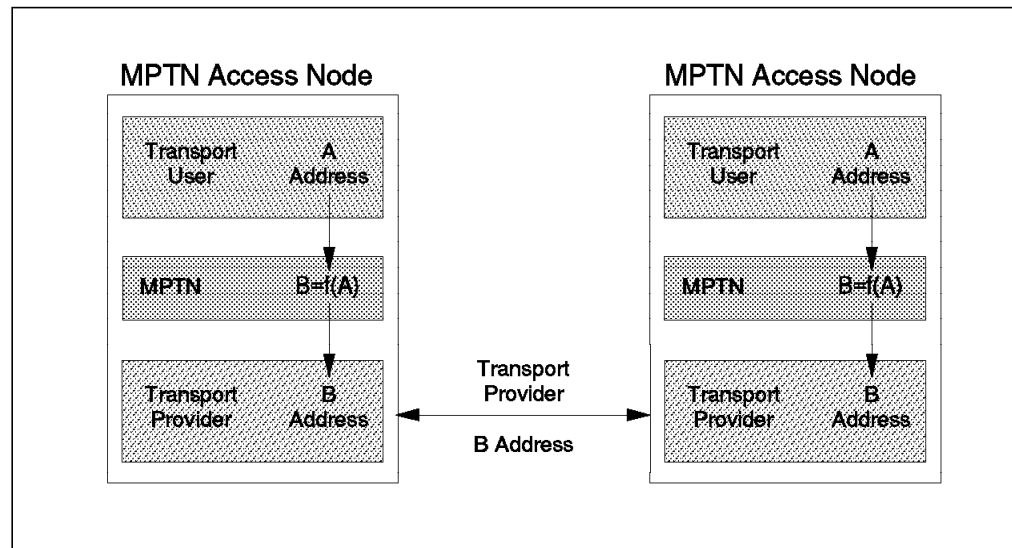 MPTN Access Node
Transport
User
A
Address
MPTN
B=f(A)
Transport
Provider
B
Address
Transport
Provider
B Address
MPTN Access Node
Transport
User
A
Address
MPTN
B=f(A)
Transport
Provider
B
Address